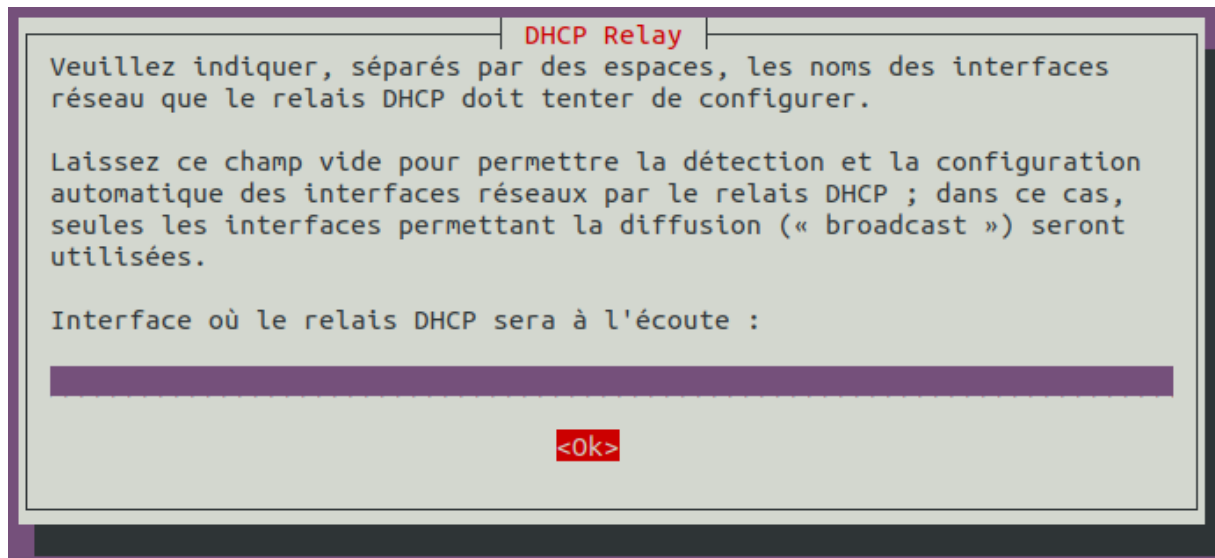 DHCP Relay
Veuillez indiquer, séparés par des espaces, les noms des interfaces
réseau que le relais DHCP doit tenter de configurer.
Laissez ce champ vide pour permettre la détection et la configuration
automatique des interfaces réseaux par le relais DHCP ; dans ce cas,
seules les interfaces permettant la diffusion (« broadcast ») seront
utilisées.
Interface où le relais DHCP sera à l'écoute :
<Ok>